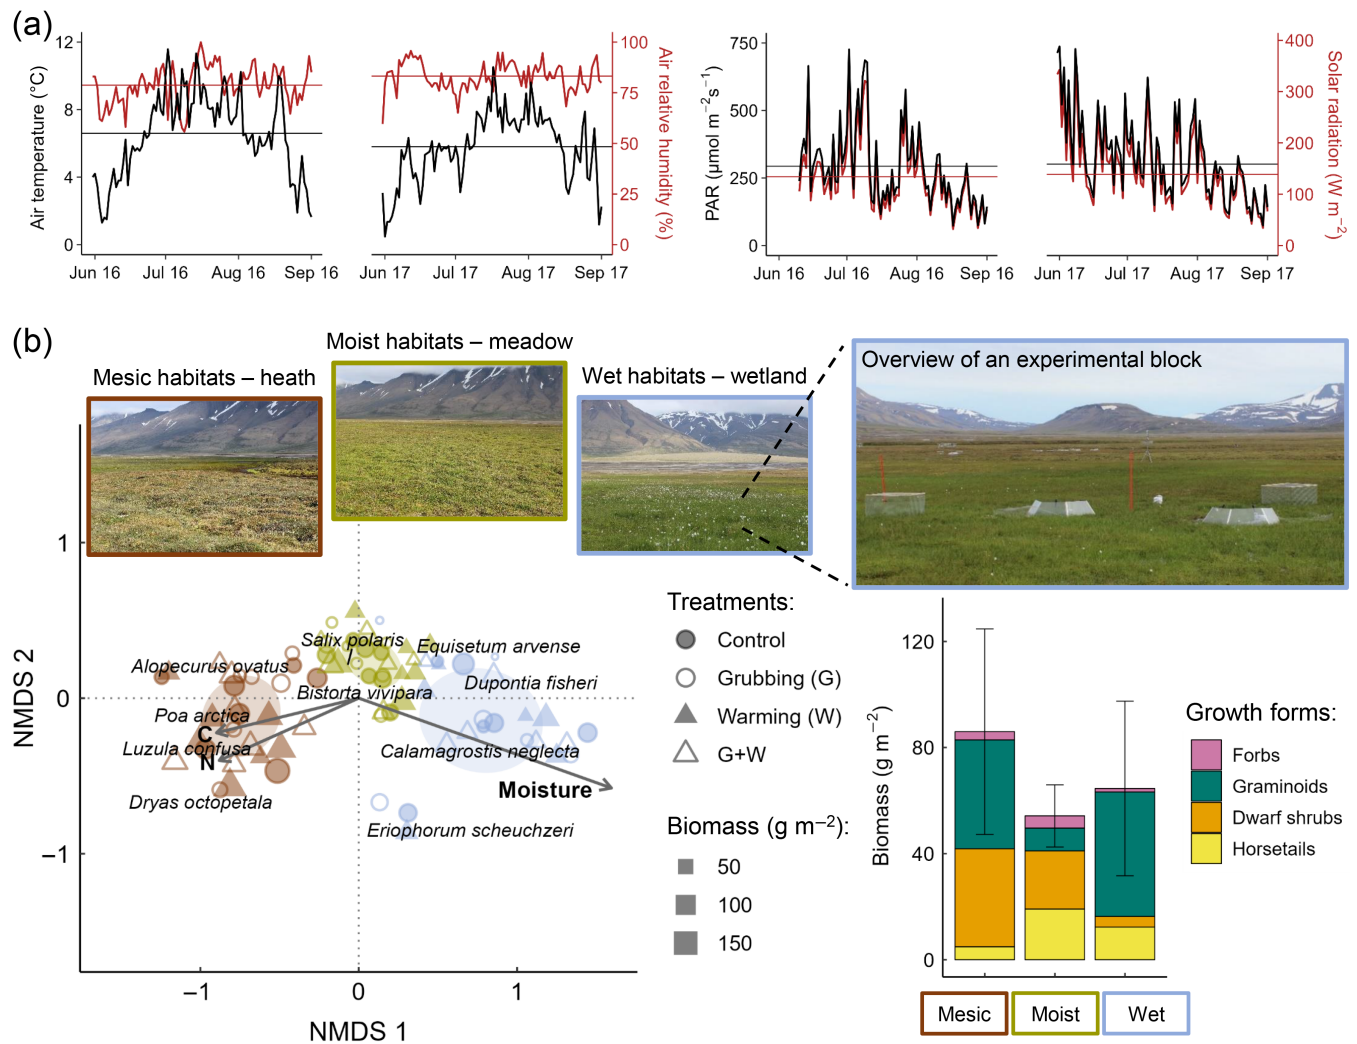 (a)
12
8
4
0
Air temperature (°C)
Jun 16
Jul 16
Aug 16
Sep 16
100
75
50
25
0
Air relative
humidity (%)
Jun 17
Jul 17
Aug 17
Sep 17
750
500
250
0
PAR (μmol m−2s−1)
Jun 16
Jul 16
Aug 16
Sep 16
400
300
200
100
0
Solar
radiation (W m−2)
Jun 17
Jul 17
Aug 17
Sep 17
(b)
Mesic habitats – heath
Moist habitats – meadow
Wet habitats – wetland
Overview of an experimental block
1
0
−1
NMDS 2
−1
0
1
NMDS 1
Salix polaris
Equisetum arvense
Alopecurus ovatus
Dupontia fisheri
Bistorta vivipara
Poa arctica
C
Luzula confusa
N
Calamagrostis neglecta
Moisture
Dryas octopetala
Eriophorum scheuchzeri
Treatments:
Control
Grubbing (G)
Warming (W)
G+W
Biomass (g m−2):
50
100
150
120
80
40
0
Biomass (g m−2)
Mesic
Moist
Wet
Growth forms:
Forbs
Graminoids
Dwarf shrubs
Horsetails